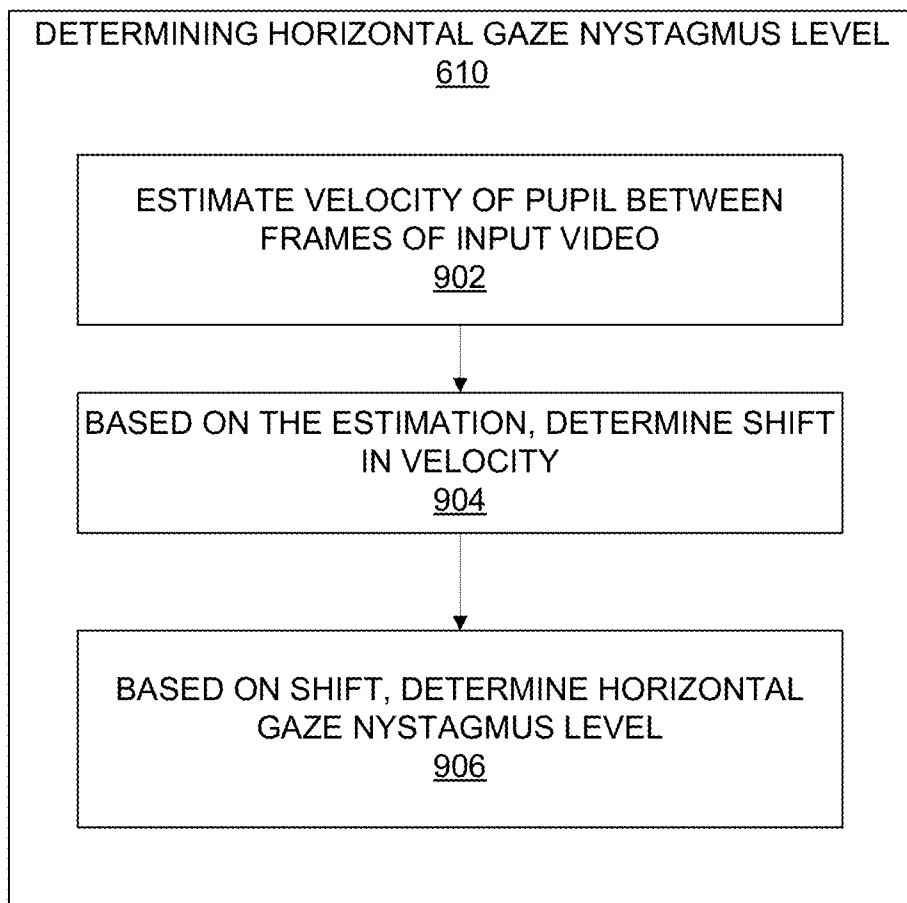 DETERMINING HORIZONTAL GAZE NYSTAGMUS LEVEL
610
ESTIMATE VELOCITY OF PUPIL BETWEEN
FRAMES OF INPUT VIDEO
902
BASED ON THE ESTIMATION, DETERMINE SHIFT
IN VELOCITY
904
BASED ON SHIFT, DETERMINE HORIZONTAL
GAZE NYSTAGMUS LEVEL
906